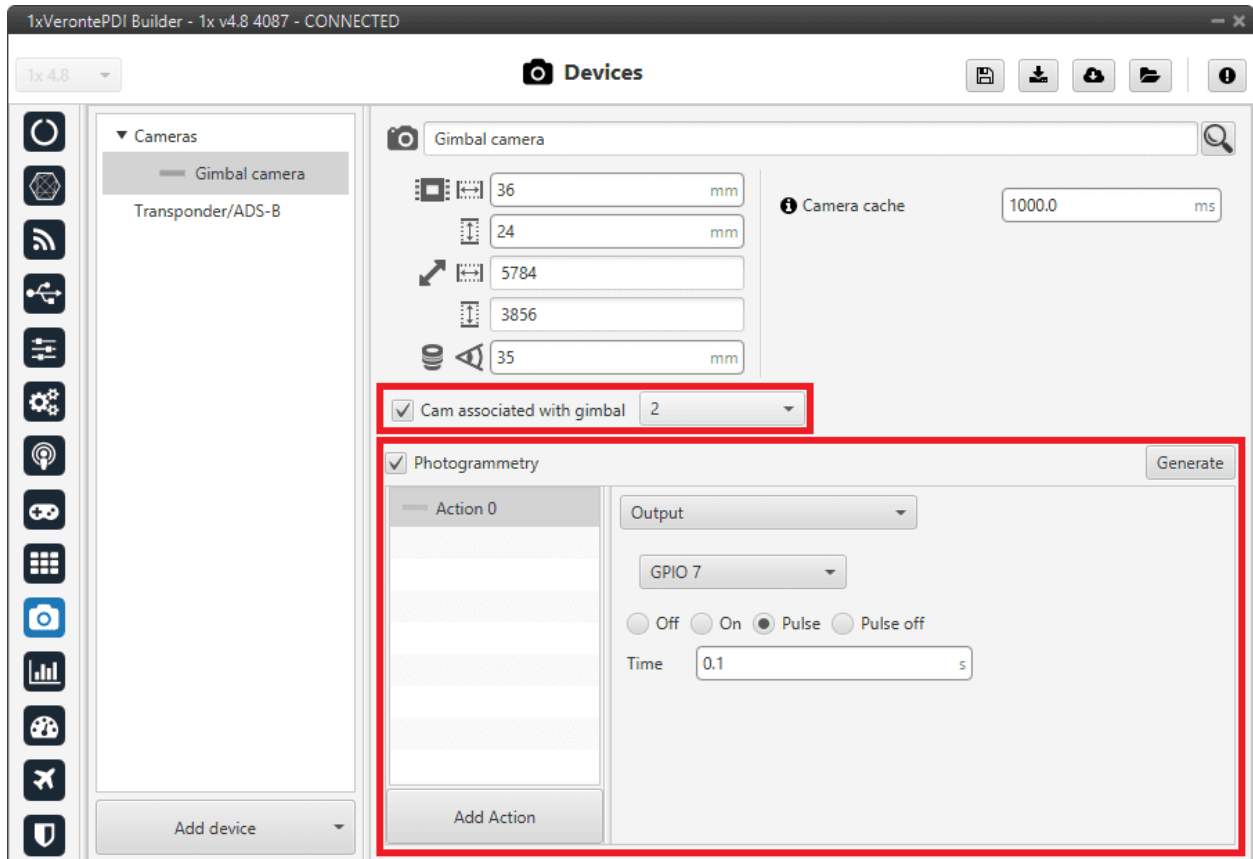 1xVerontePDI Builder - 1x v4.8 4087 - CONNECTED
1x 4.8
Devices
Cameras
Gimbal camera
Transponder/ADS-B
Add device
Gimbal camera
36 mm
24 mm
5784
3856
35 mm
Camera cache 1000.0 ms
Cam associated with gimbal 2
Photogrammetry Generate
Action 0
Add Action
Output
GPIO 7
Off On Pulse Pulse off
Time 0.1 s